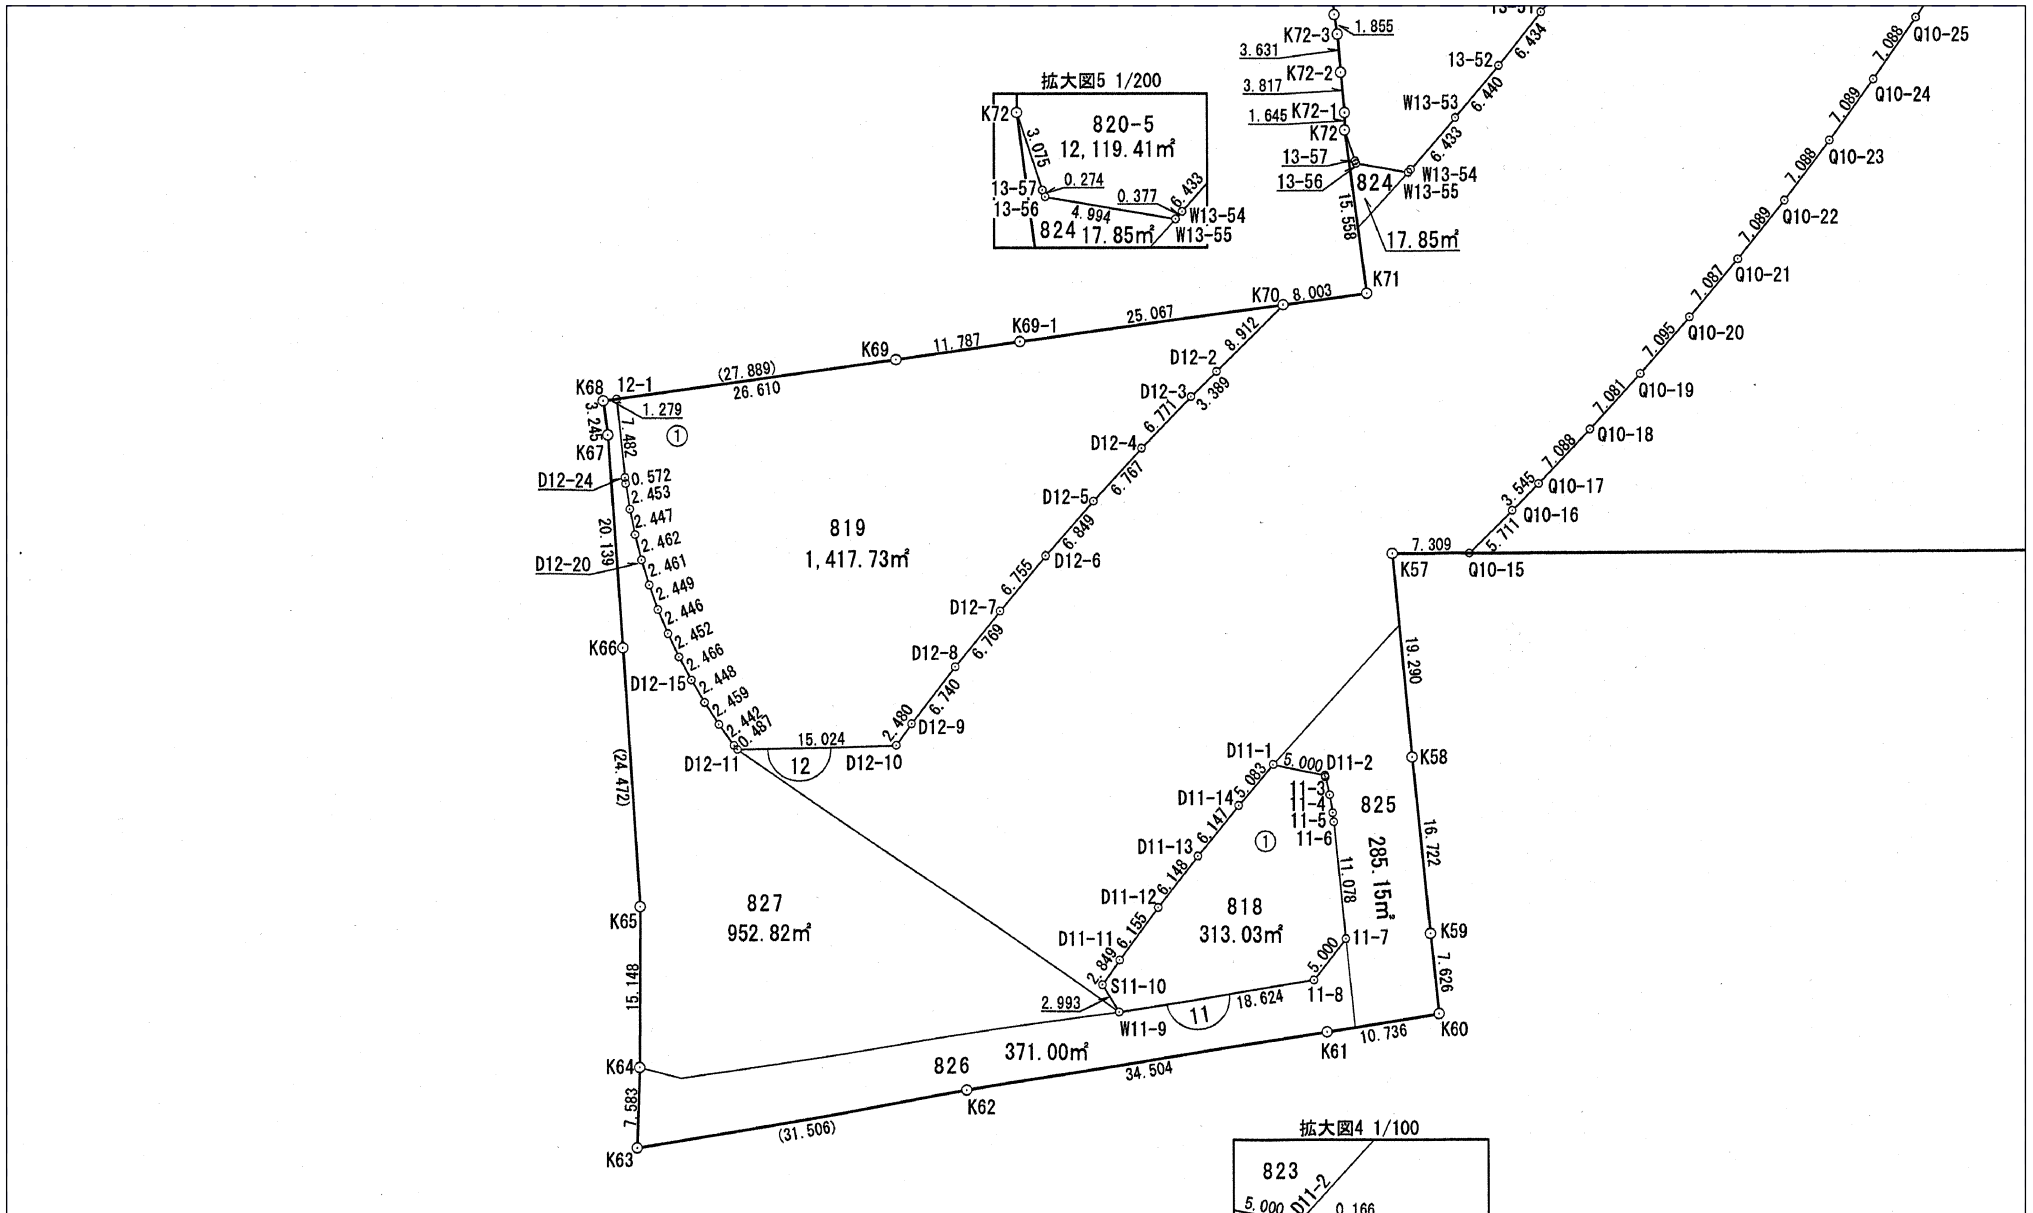 13-51
1.855
K72-3
3.631
K72-2
3.817
K72-1
1.645
K72
13-57
13-56
824
15.558
17.85㎡
K71
13-52
6.434
6.440
W13-53
6.433
W13-54
W13-55
7.088
Q10-25
Q10-24
7.089
Q10-23
7.088
Q10-22
7.089
Q10-21
7.087
Q10-20
7.095
Q10-19
7.081
Q10-18
7.088
Q10-17
3.545
Q10-16
5.711
Q10-15
7.309
K57
拡大図5 1/200
K72
820-5
12,119.41㎡
3.075
13-57
0.274
13-56
0.377
6.433
4.994
W13-54
W13-55
824
17.85㎡
K70
8.003
25.067
K69-1
11.787
K69
(27.889)
26.610
K68
12-1
1.279
3.245
7.482
①
K67
D12-24
0.572
2.453
2.447
2.462
20.139
D12-20
2.461
2.449
2.446
2.452
K66
2.466
D12-15
2.448
2.459
2.442
0.487
D12-11
15.024
12
D12-10
819
1,417.73㎡
8.912
D12-2
D12-3
3.389
6.771
D12-4
6.767
D12-5
6.849
D12-6
6.755
D12-7
6.769
D12-8
6.740
D12-9
2.480
(24.472)
K65
827
952.82㎡
15.148
K64
7.583
K63
(31.506)
K62
826
371.00㎡
34.504
K61
10.736
K60
7.626
K59
16.722
K58
19.290
D11-1
5.000
D11-2
11-3
11-4
11-5
11-6
825
285.15㎡
5.083
D11-14
6.147
D11-13
6.148
①
D11-12
6.155
D11-11
2.849
S11-10
2.993
W11-9
11
18.624
11-8
5.000
11-7
11.078
818
313.03㎡
拡大図4 1/100
823
5.000
D11-2
0.166